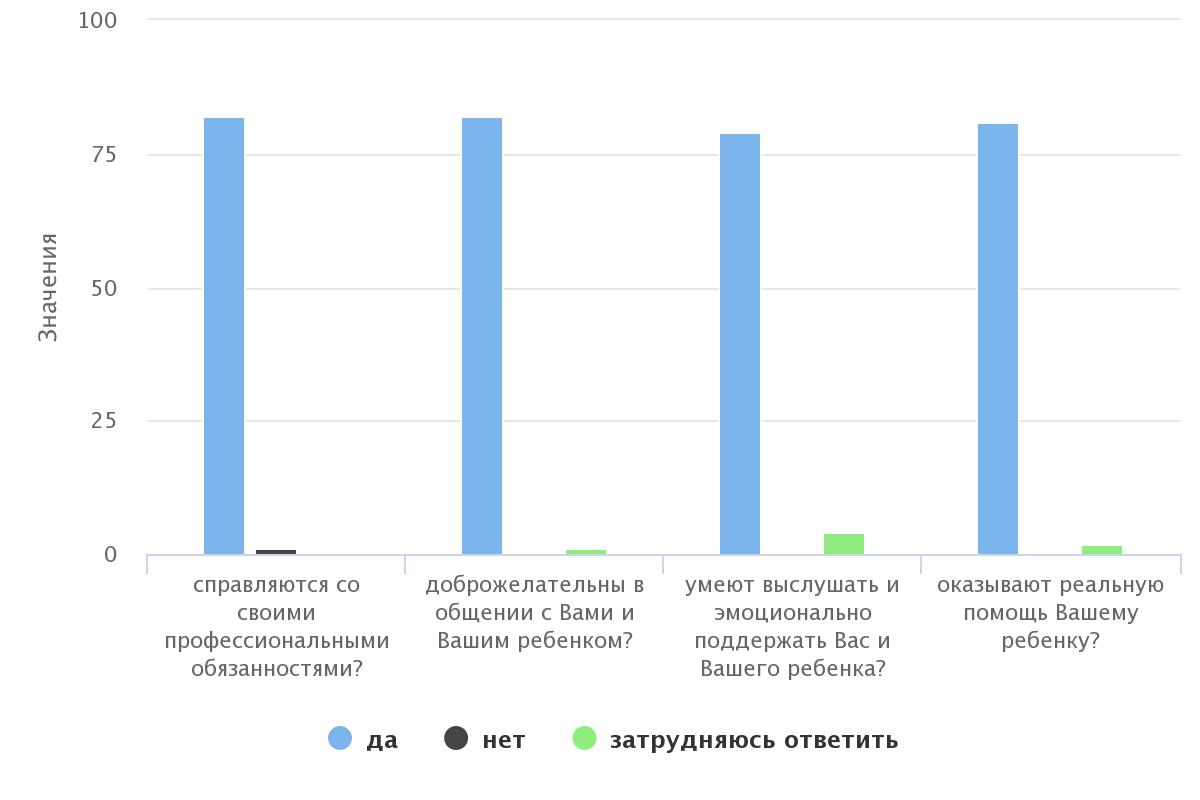 100
75
50
25
0
Значения
справляются со
своими
профессиональными
обязанностями?
доброжелательны в
общении с Вами и
Вашим ребенком?
умеют выслушать и
эмоционально
поддержать Вас и
Вашего ребенка?
оказывают реальную
помощь Вашему
ребенку?
да
нет
затрудняюсь ответить